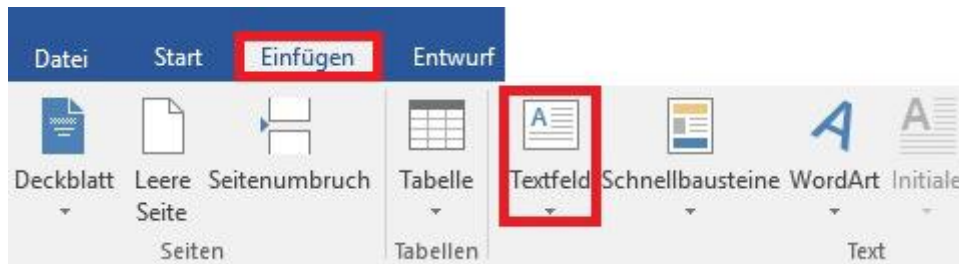 Datei Start Einfügen Entwurf
Deckblatt Leere Seite Seitenumbruch Tabelle Textfeld Schnellbausteine WordArt Initiale
Seiten Tabellen Text